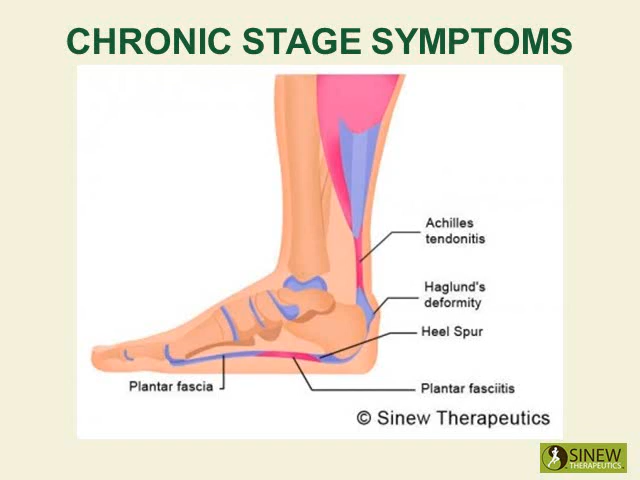 CHRONIC STAGE SYMPTOMS
Achilles
tendonitis
Haglund's
deformity
Heel Spur
Plantar fascia
Plantar fasciitis
© Sinew Therapeutics
SINEW
THERAPEUTICS.